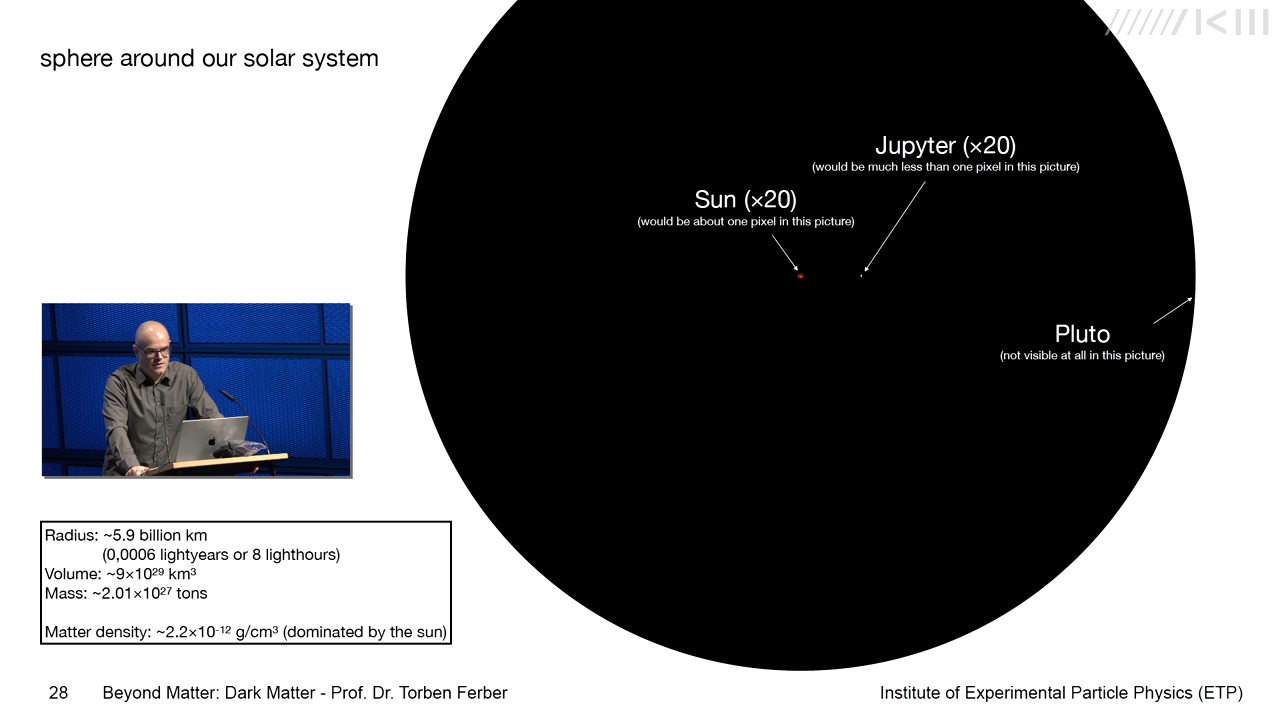 sphere around our solar system
Jupyter (×20)
(would be much less than one pixel in this picture)
Sun (×20)
(would be about one pixel in this picture)
Pluto
(not visible at all in this picture)
Radius: ~5.9 billion km
(0,0006 lightyears or 8 lighthours)
Volume: ~9×10²⁹ km³
Mass: ~2.01×10²⁷ tons
Matter density: ~2.2×10⁻¹² g/cm³ (dominated by the sun)
28 Beyond Matter: Dark Matter - Prof. Dr. Torben Ferber
Institute of Experimental Particle Physics (ETP)